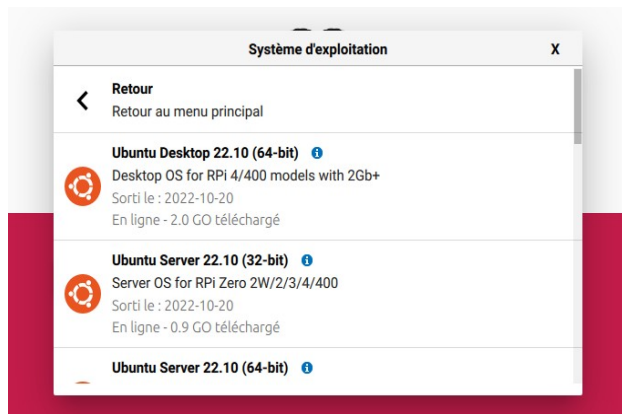 Système d'exploitation X
Retour
Retour au menu principal
Ubuntu Desktop 22.10 (64-bit)
Desktop OS for RPi 4/400 models with 2Gb+
Sorti le : 2022-10-20
En ligne - 2.0 GO téléchargé
Ubuntu Server 22.10 (32-bit)
Server OS for RPi Zero 2W/2/3/4/400
Sorti le : 2022-10-20
En ligne - 0.9 GO téléchargé
Ubuntu Server 22.10 (64-bit)